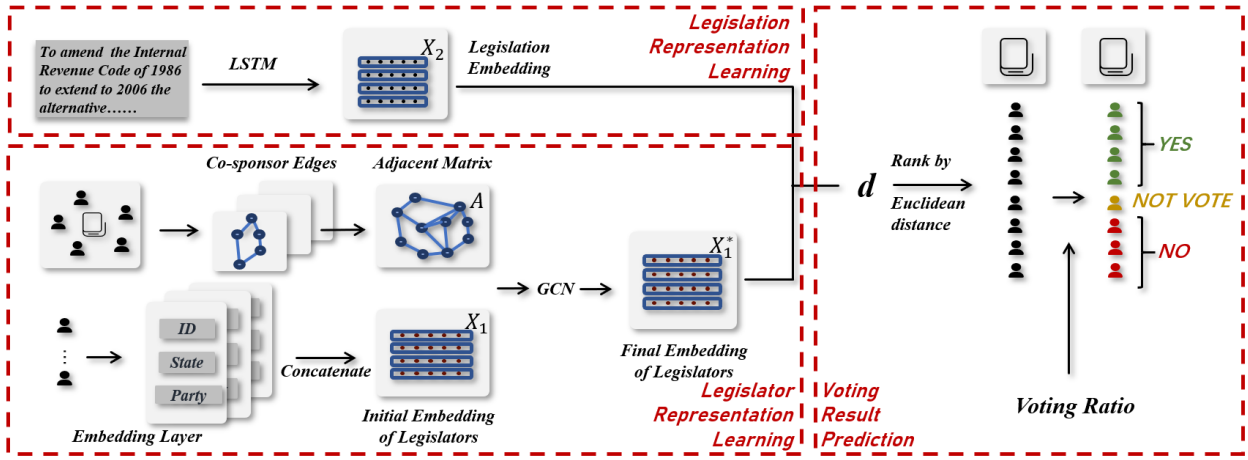 To amend the Internal
Revenue Code of 1986
to extend to 2006 the
alternative……
LSTM
X2
Legislation
Embedding
Legislation
Representation
Learning
Co-sponsor Edges
Adjacent Matrix
A
ID
State
Party
Embedding Layer
Concatenate
X1
Initial Embedding
of Legislators
GCN
X1*
Final Embedding
of Legislators
Legislator
Representation
Learning
d
Rank by
Euclidean
distance
YES
NOT VOTE
NO
Voting Ratio
Voting
Result
Prediction